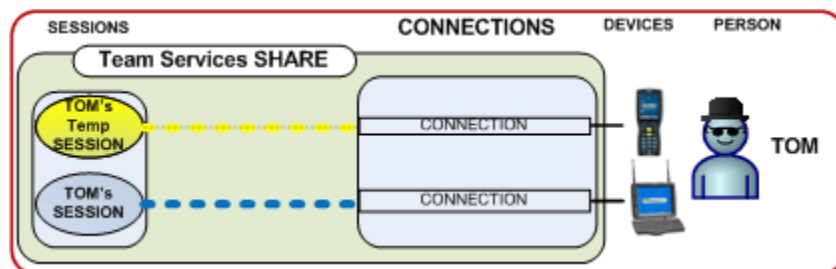 SESSIONS
CONNECTIONS
DEVICES
PERSON
Team Services SHARE
TOM's
Temp
SESSION
CONNECTION
TOM
TOM's
SESSION
CONNECTION